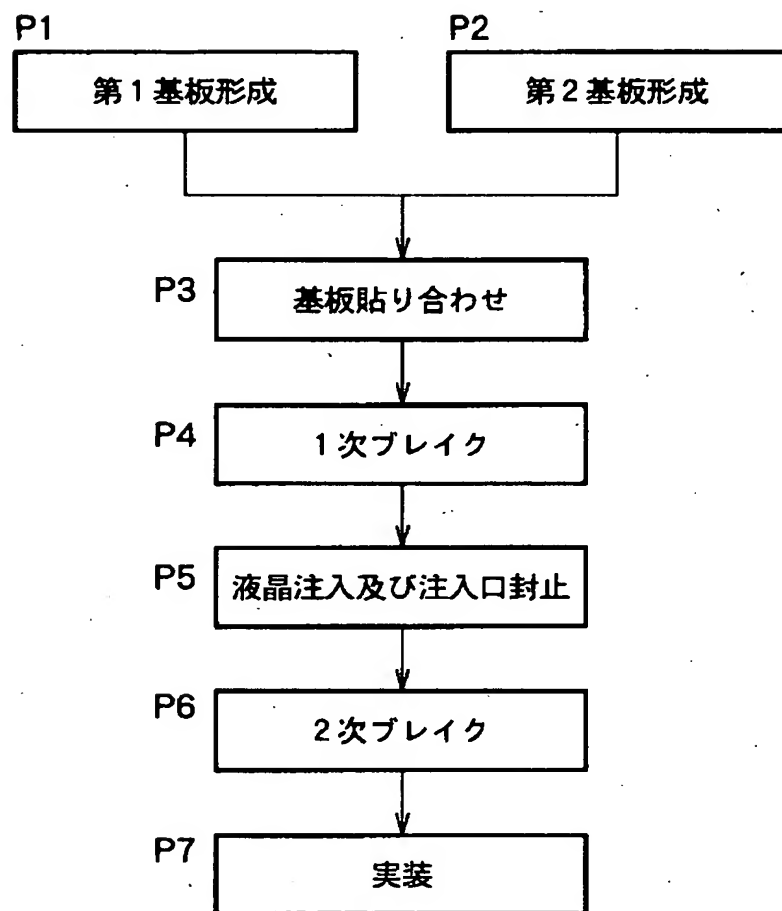 P1
第1基板形成
P2
第2基板形成
P3
基板貼り合わせ
P4
1次ブレイク
P5
液晶注入及び注入口封止
P6
2次ブレイク
P7
実装